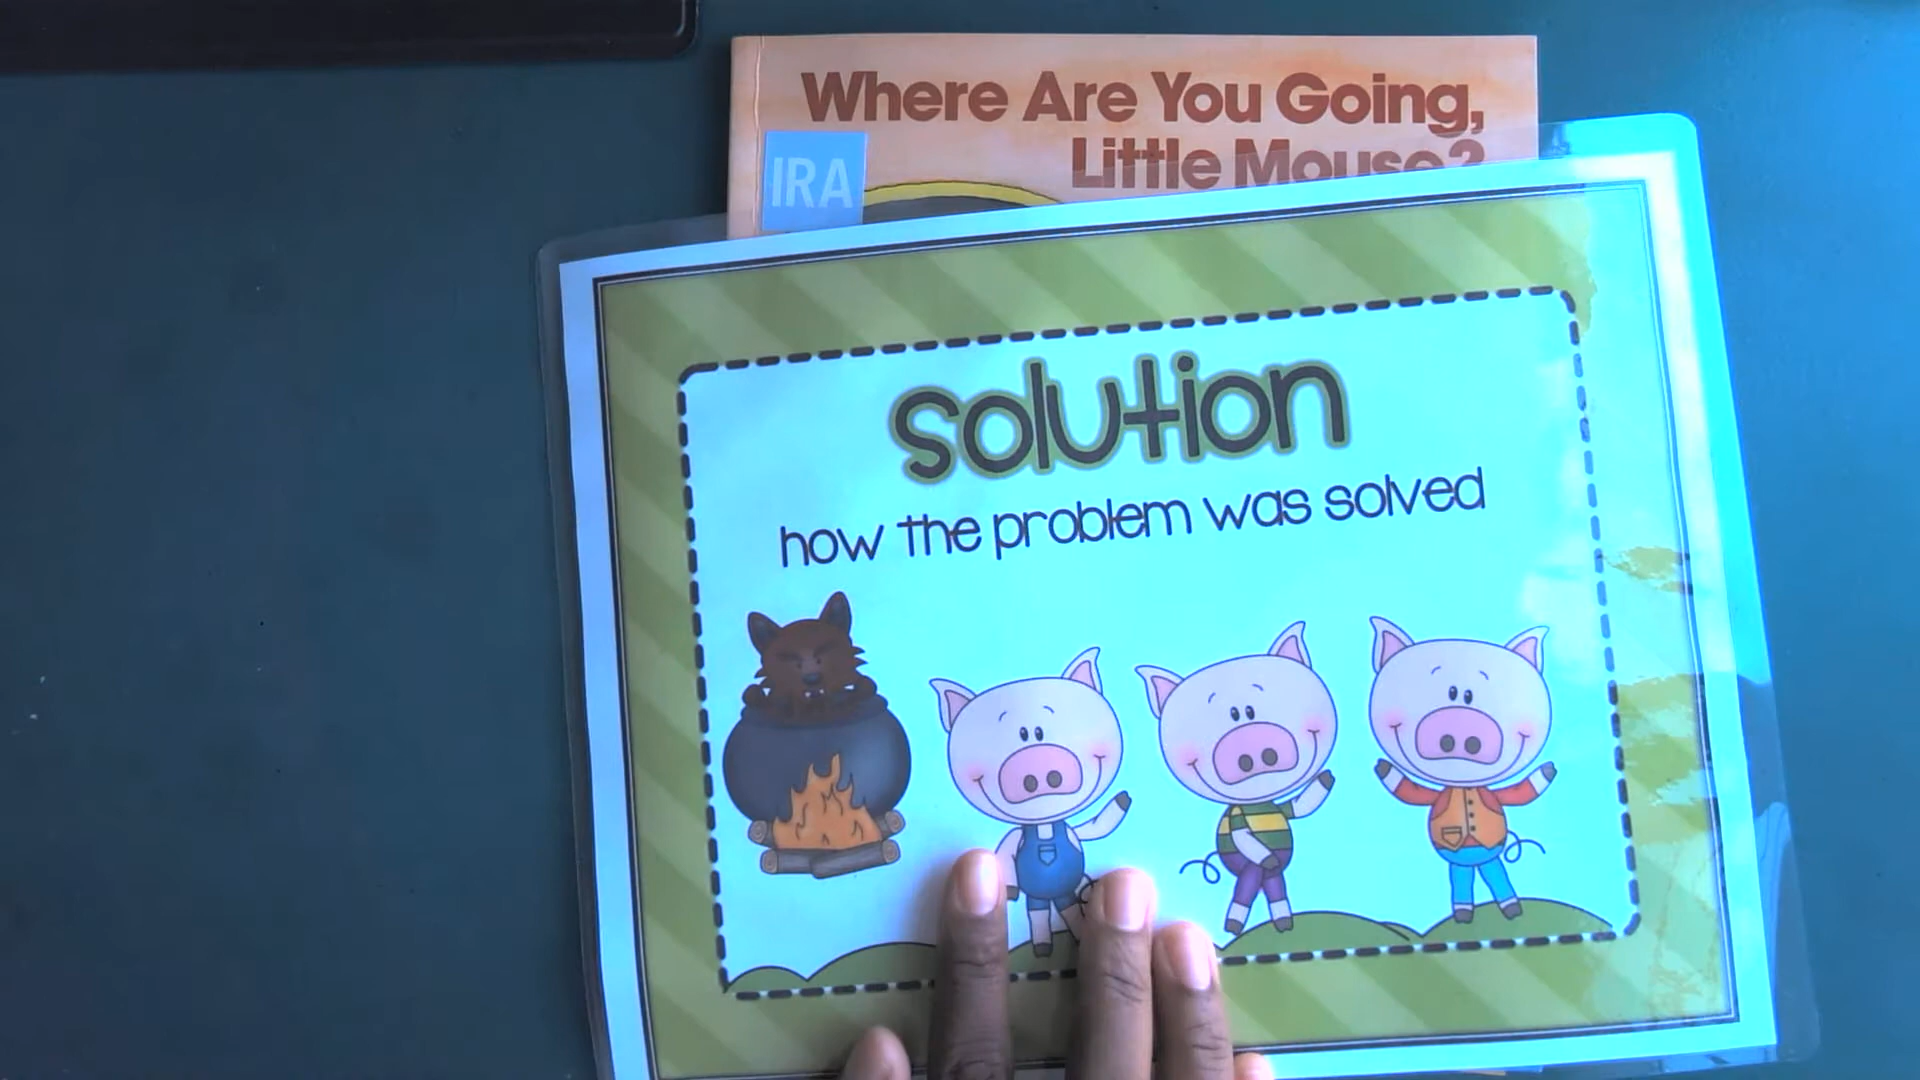 Where Are You Going,
Little Mouse?
IRA
solution
how the problem was solved